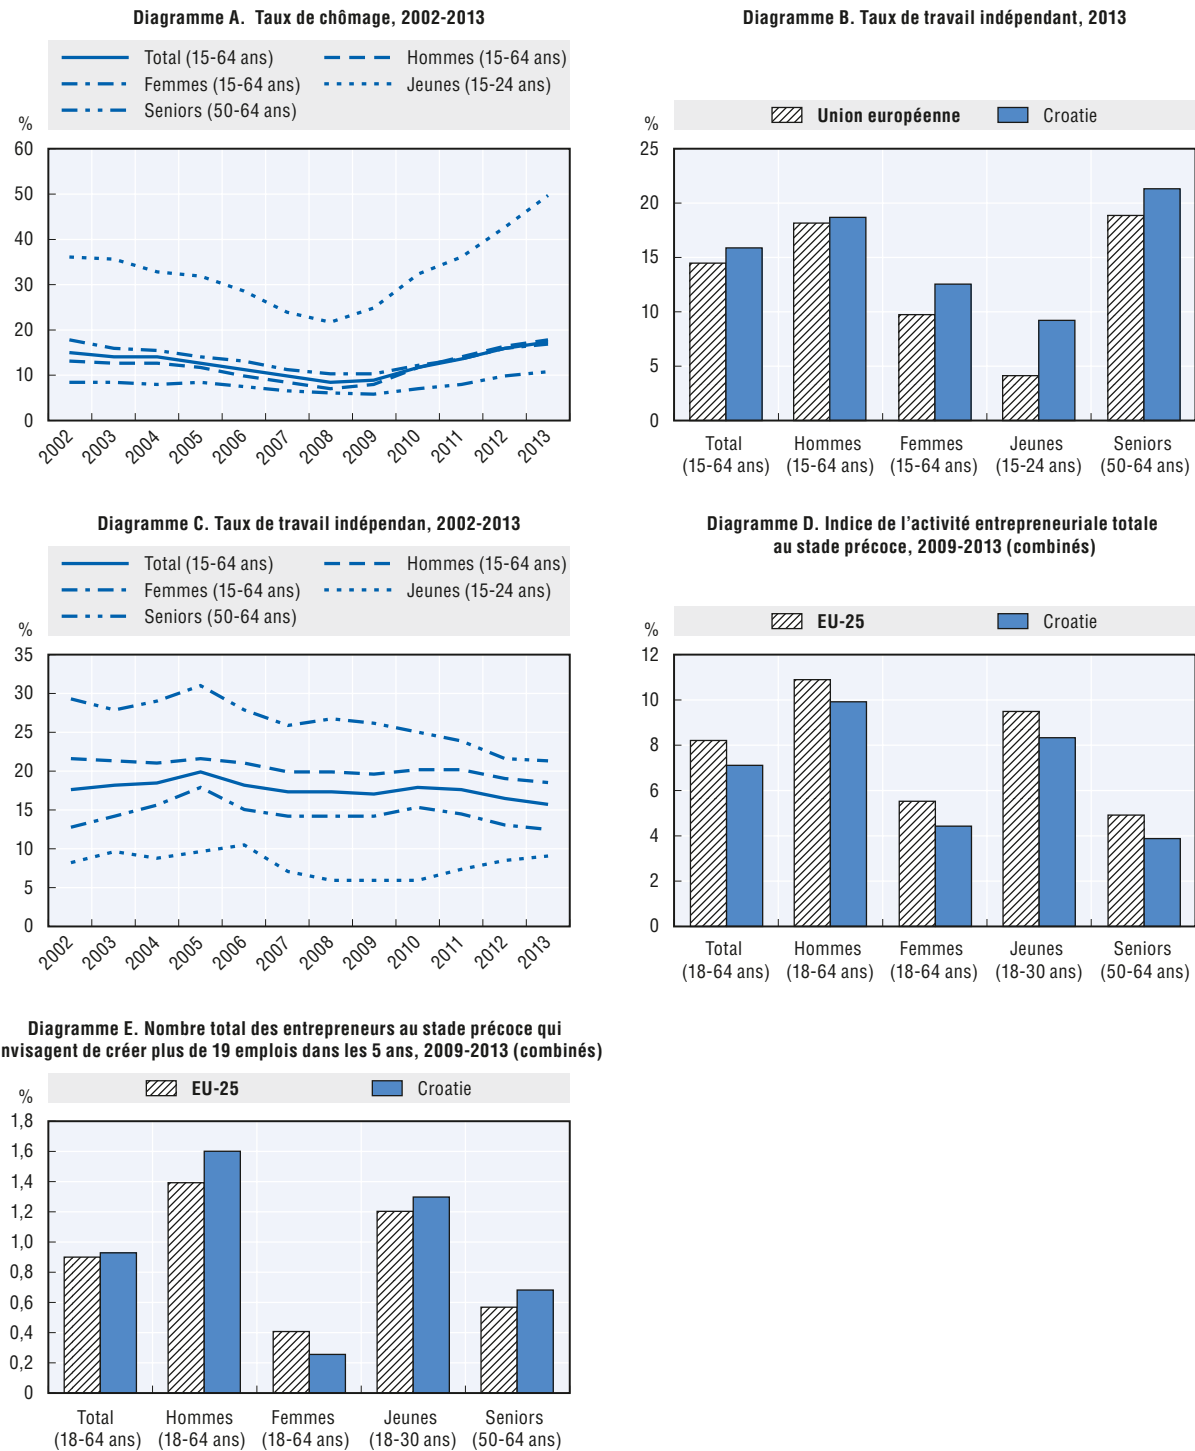 Diagramme A.  Taux de chômage, 2002-2013
Total (15-64 ans)
Hommes (15-64 ans)
Femmes (15-64 ans)
Jeunes (15-24 ans)
Seniors (50-64 ans)
%
60
50
40
30
20
10
0
2002 2003 2004 2005 2006 2007 2008 2009 2010 2011 2012 2013
Diagramme B. Taux de travail indépendant, 2013
Union européenne
Croatie
%
25
20
15
10
5
0
Total Hommes Femmes Jeunes Seniors
(15-64 ans) (15-64 ans) (15-64 ans) (15-24 ans) (50-64 ans)
Diagramme C. Taux de travail indépendan, 2002-2013
Total (15-64 ans)
Hommes (15-64 ans)
Femmes (15-64 ans)
Jeunes (15-24 ans)
Seniors (50-64 ans)
%
35
30
25
20
15
10
5
0
2002 2003 2004 2005 2006 2007 2008 2009 2010 2011 2012 2013
Diagramme D. Indice de l'activité entrepreneuriale totale
au stade précoce, 2009-2013 (combinés)
EU-25
Croatie
%
12
10
8
6
4
2
0
Total Hommes Femmes Jeunes Seniors
(18-64 ans) (18-64 ans) (18-64 ans) (18-30 ans) (50-64 ans)
Diagramme E. Nombre total des entrepreneurs au stade précoce qui
nvisagent de créer plus de 19 emplois dans les 5 ans, 2009-2013 (combinés)
EU-25
Croatie
%
1,8
1,6
1,4
1,2
1,0
0,8
0,6
0,4
0,2
0
Total Hommes Femmes Jeunes Seniors
(18-64 ans) (18-64 ans) (18-64 ans) (18-30 ans) (50-64 ans)